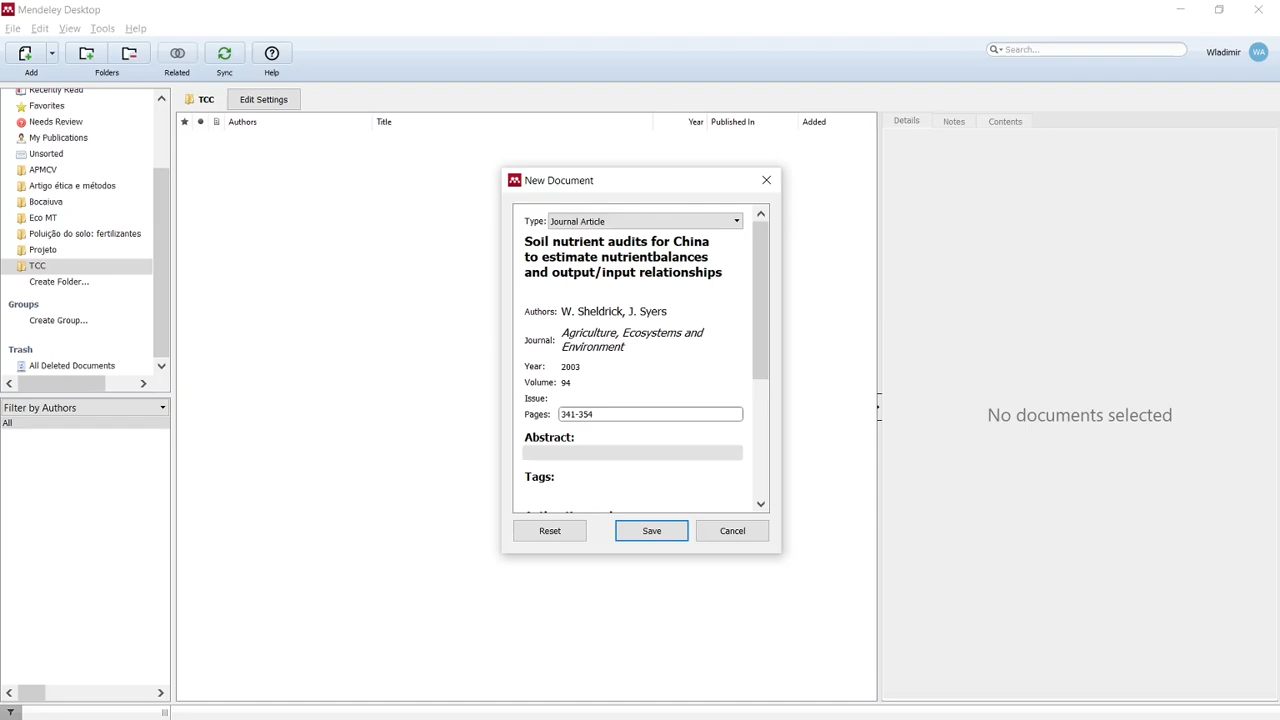 Mendeley Desktop
File Edit View Tools Help
Search...
Wladimir WA
Add Folders Related Sync Help
Recently Read
Favorites
Needs Review
My Publications
Unsorted
APMCV
Artigo ética e métodos
Bocaiuva
Eco MT
Poluição do solo: fertilizantes
Projeto
TCC
Create Folder...
Groups
Create Group...
Trash
All Deleted Documents
Filter by Authors
All
TCC Edit Settings
Authors Title Year Published In Added
New Document
Type: Journal Article
Soil nutrient audits for China
to estimate nutrientbalances
and output/input relationships
Authors: W. Sheldrick, J. Syers
Journal: Agriculture, Ecosystems and
Environment
Year: 2003
Volume: 94
Issue:
Pages: 341-354
Abstract:
Tags:
Reset Save Cancel
Details Notes Contents
No documents selected